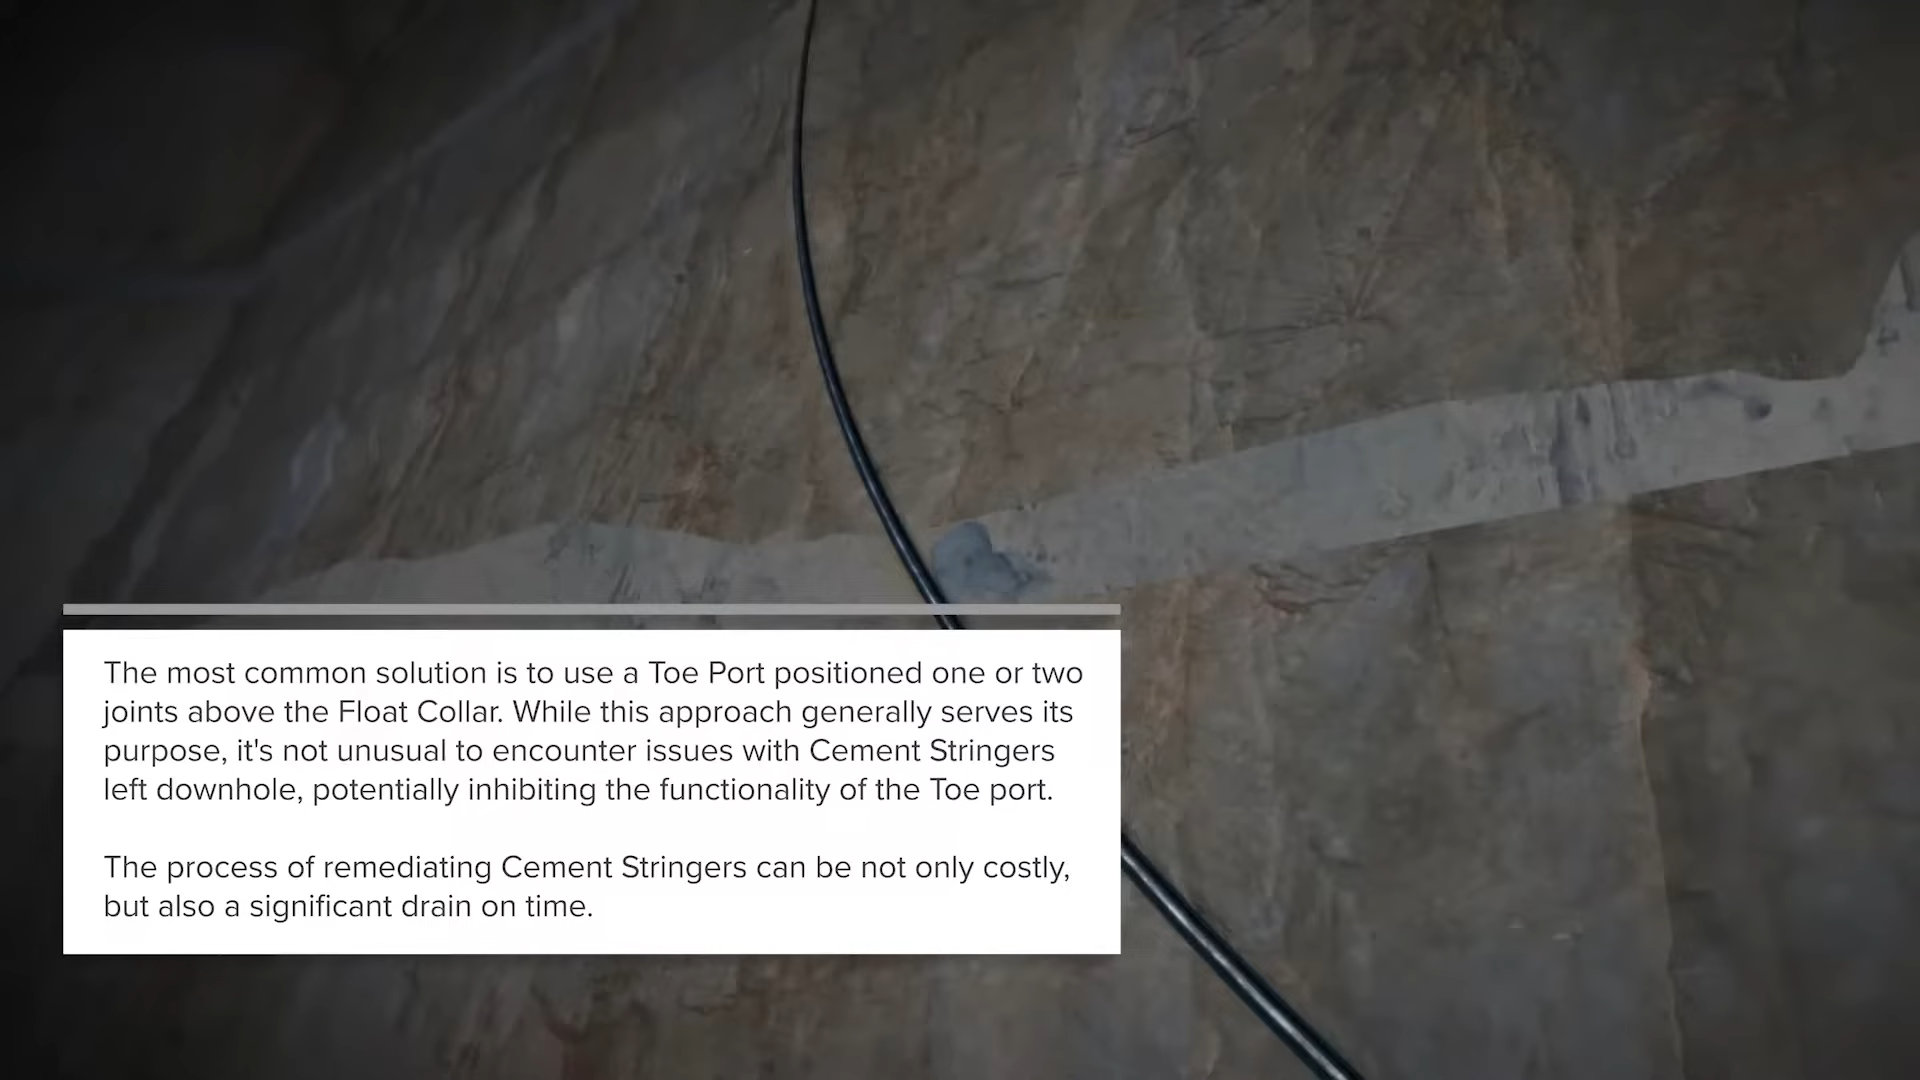 The most common solution is to use a Toe Port positioned one or two
joints above the Float Collar. While this approach generally serves its
purpose, it's not unusual to encounter issues with Cement Stringers
left downhole, potentially inhibiting the functionality of the Toe port.
The process of remediating Cement Stringers can be not only costly,
but also a significant drain on time.